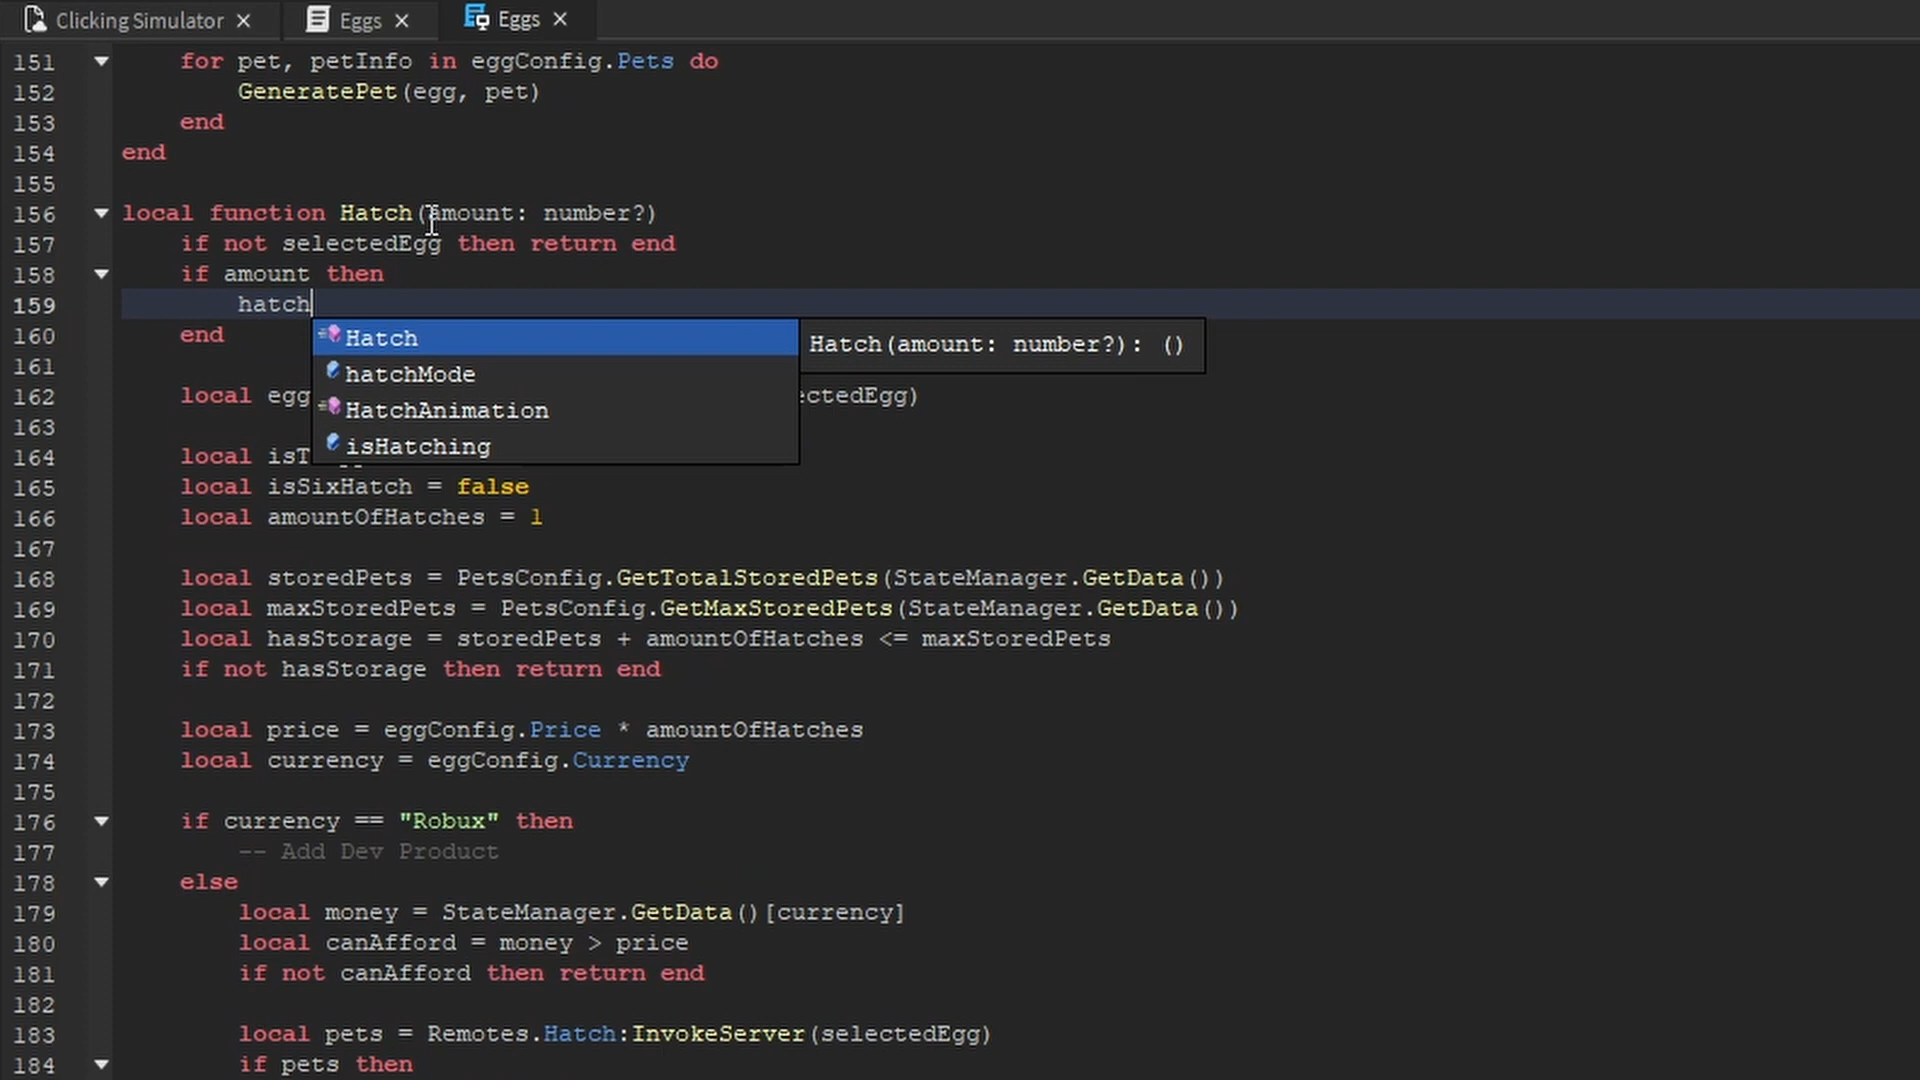 Clicking Simulator
Eggs
Eggs
151 for pet, petInfo in eggConfig.Pets do
152 GeneratePet(egg, pet)
153 end
154 end
155
156 local function Hatch(amount: number?)
157 if not selectedEgg then return end
158 if amount then
159 hatch
160 end
Hatch
Hatch(amount: number?): ()
hatchMode
HatchAnimation
isHatching
161
162 local egg ectedEgg)
163
164 local isT
165 local isSixHatch = false
166 local amountOfHatches = 1
167
168 local storedPets = PetsConfig.GetTotalStoredPets(StateManager.GetData())
169 local maxStoredPets = PetsConfig.GetMaxStoredPets(StateManager.GetData())
170 local hasStorage = storedPets + amountOfHatches <= maxStoredPets
171 if not hasStorage then return end
172
173 local price = eggConfig.Price * amountOfHatches
174 local currency = eggConfig.Currency
175
176 if currency == "Robux" then
177 -- Add Dev Product
178 else
179 local money = StateManager.GetData()[currency]
180 local canAfford = money > price
181 if not canAfford then return end
182
183 local pets = Remotes.Hatch:InvokeServer(selectedEgg)
184 if pets then